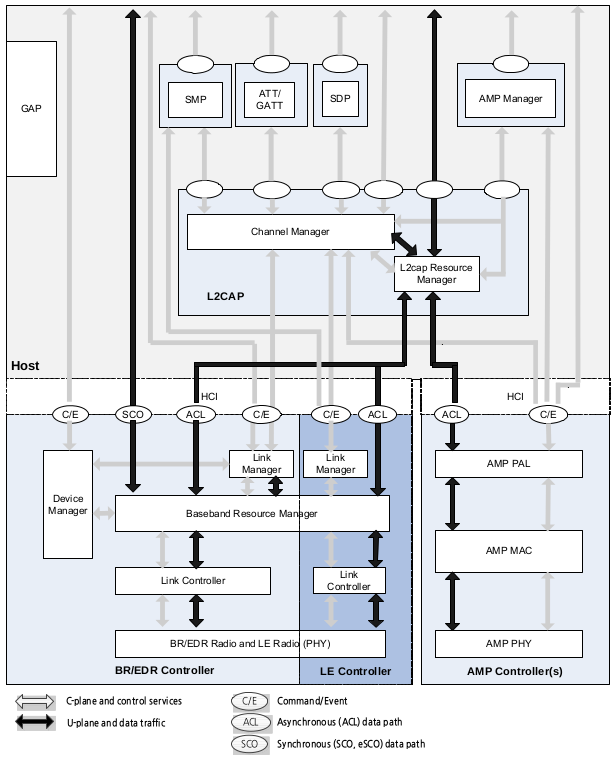 GAP
SMP
ATT/
GATT
SDP
AMP Manager
Channel Manager
L2cap Resource
Manager
L2CAP
Host
HCI
HCI
C/E
SCO
ACL
C/E
C/E
ACL
ACL
C/E
Device
Manager
Link
Manager
Link
Manager
Baseband Resource Manager
Link Controller
Link
Controller
BR/EDR Radio and LE Radio (PHY)
BR/EDR Controller
LE Controller
AMP PAL
AMP MAC
AMP PHY
AMP Controller(s)
C-plane and control services
U-plane and data traffic
C/E
Command/Event
ACL
Asynchronous (ACL) data path
SCO
Synchronous (SCO, eSCO) data path